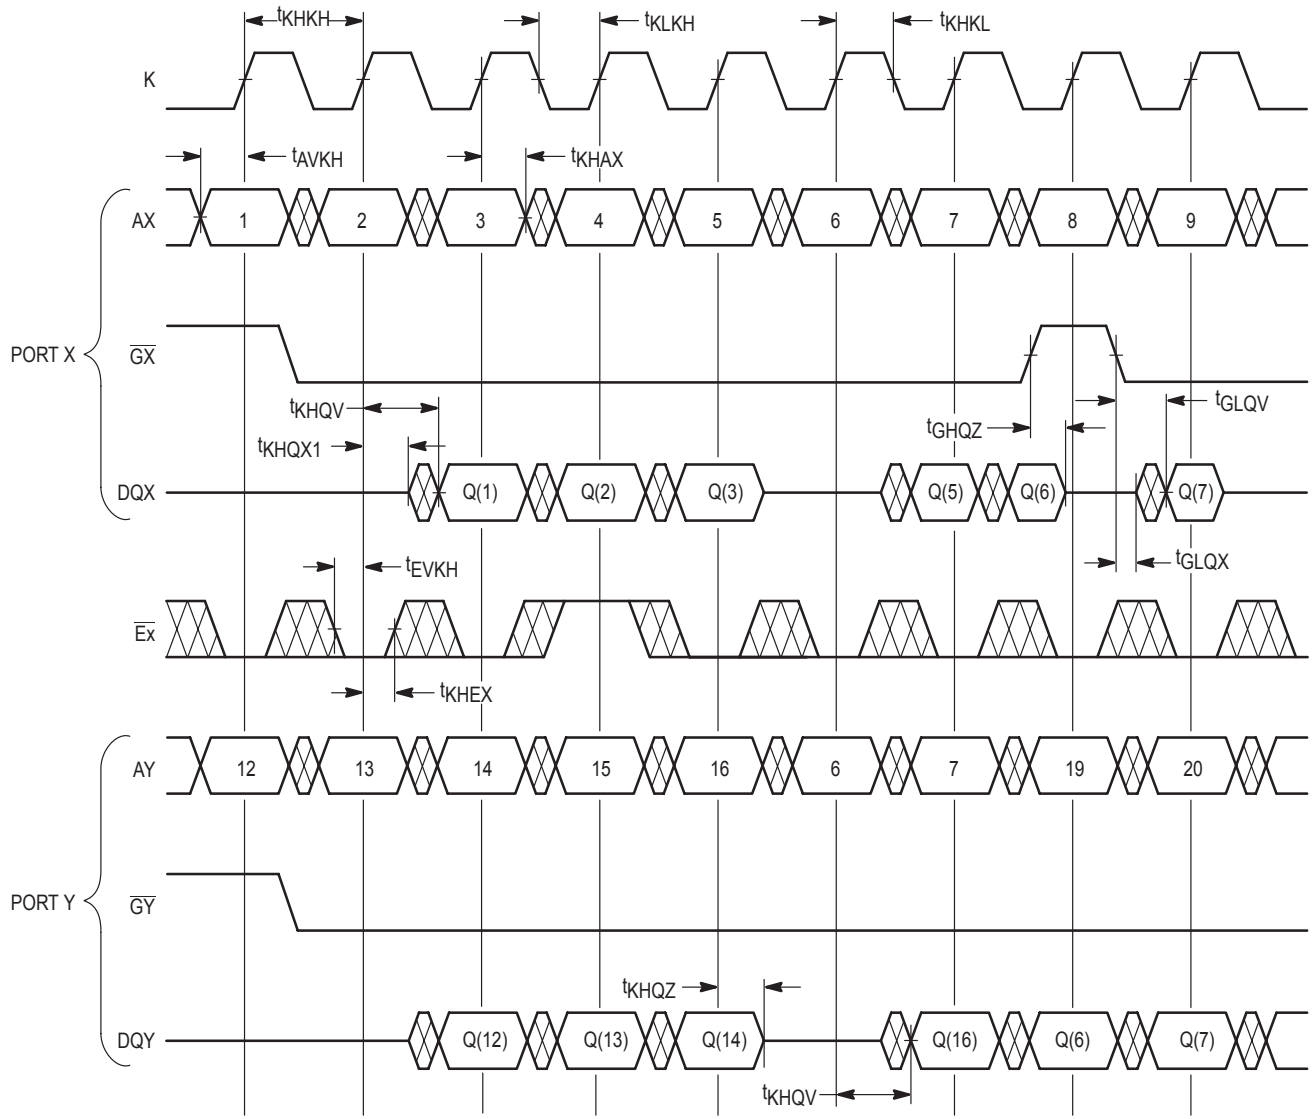 tKHKH
tKLKH
tKHKL
K
tAVKH
tKHAX
AX
1 2 3 4 5 6 7 8 9
PORT X
GX
tKHQV
tGHQZ
tGLQV
tKHQX1
DQX
Q(1) Q(2) Q(3) Q(5) Q(6) Q(7)
tEVKH
tGLQX
Ex
tKHEX
AY
12 13 14 15 16 6 7 19 20
PORT Y
GY
tKHQZ
DQY
Q(12) Q(13) Q(14) Q(16) Q(6) Q(7)
tKHQV